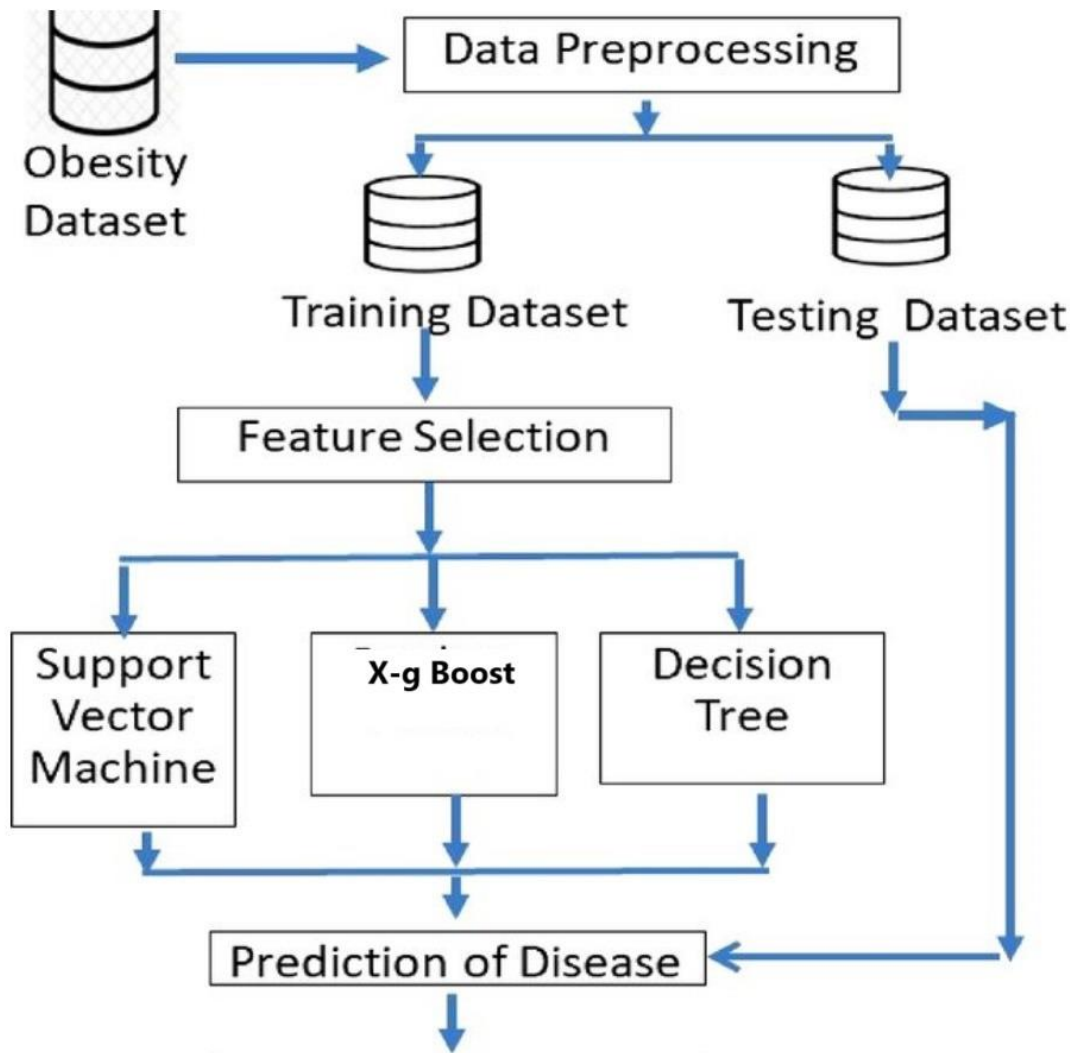 Data Preprocessing
Obesity
Dataset
Training Dataset
Testing Dataset
Feature Selection
Support
Vector
Machine
X-g Boost
Decision
Tree
Prediction of Disease